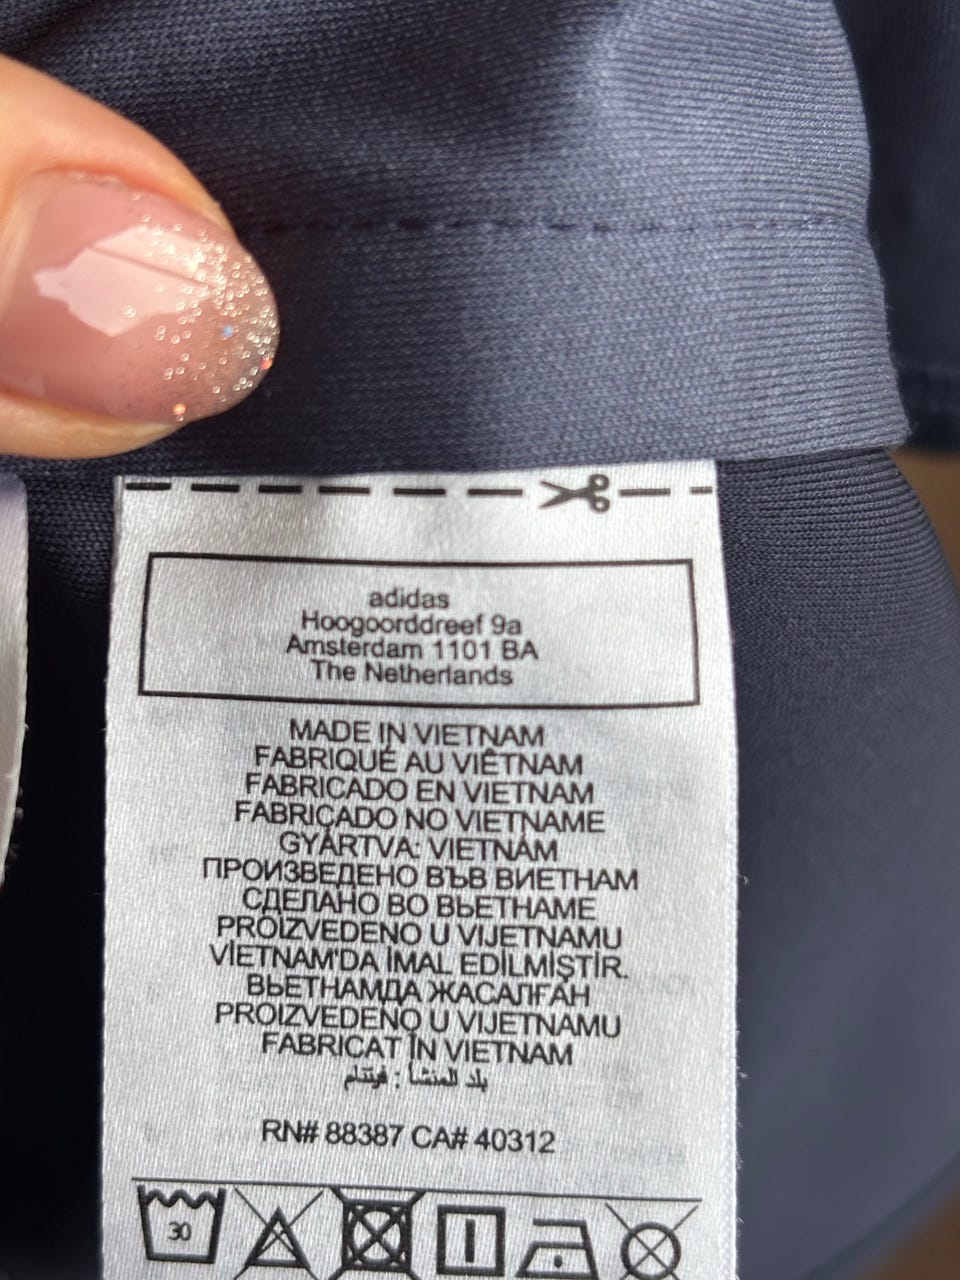 adidas
Hoogoorddreef 9a
Amsterdam 1101 BA
The Netherlands
MADE IN VIETNAM
FABRIQUÉ AU VIÊTNAM
FABRICADO EN VIETNAM
FABRICADO NO VIETNAME
GYÁRTVA: VIETNÁM
ПРОИЗВЕДЕНО ВЪВ ВИЕТНАМ
СДЕЛАНО ВО ВЬЕТНАМЕ
PROIZVEDENO U VIJETNAMU
VİETNAM'DA İMAL EDİLMİŞTİR.
ВЬЕТНАМДА ЖАСАЛҒАН
PROIZVEDENO U VIJETNAMU
FABRICAT ÎN VIETNAM
بلد المنشأ : فيتنام
RN# 88387 CA# 40312
30